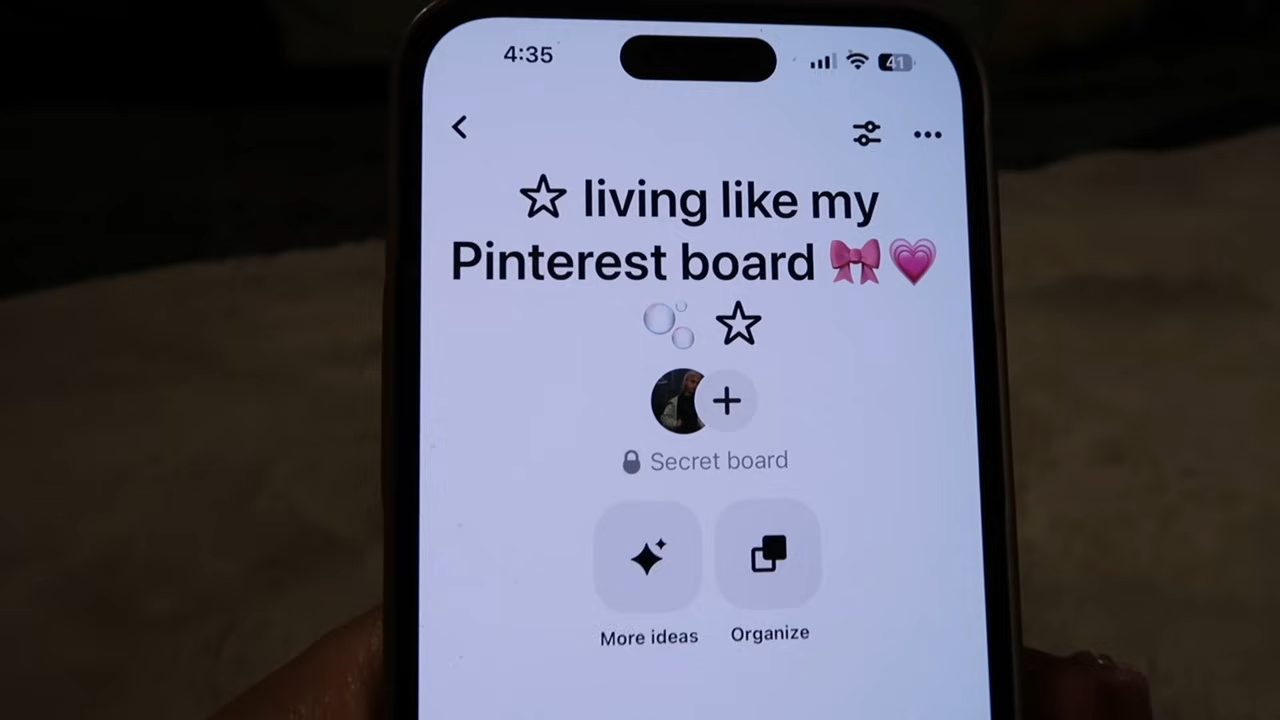 4:35
41
☆ living like my
Pinterest board 🎀💗
🫧 ☆
Secret board
More ideas
Organize